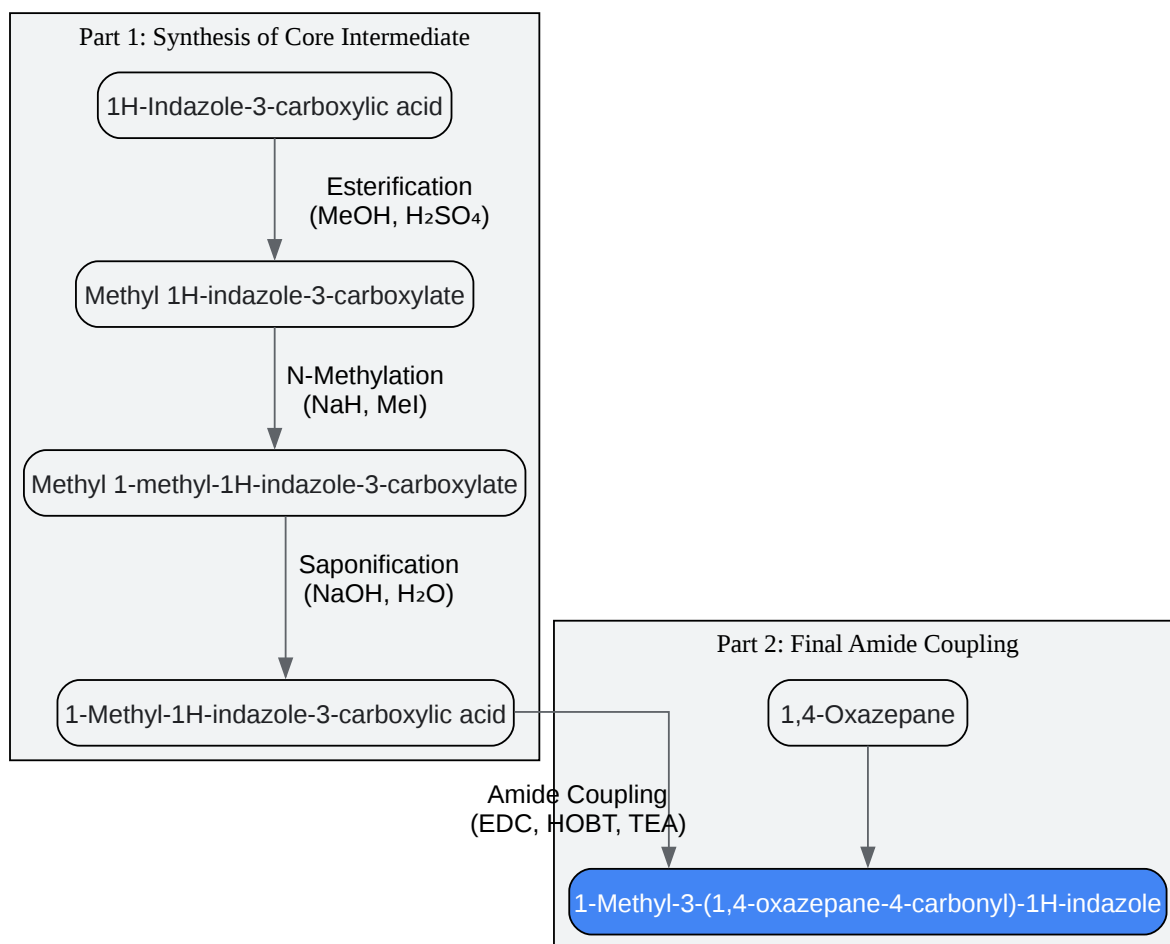 Part 1: Synthesis of Core Intermediate
1H-Indazole-3-carboxylic acid
Esterification
(MeOH, H₂SO₄)
Methyl 1H-indazole-3-carboxylate
N-Methylation
(NaH, MeI)
Methyl 1-methyl-1H-indazole-3-carboxylate
Saponification
(NaOH, H₂O)
1-Methyl-1H-indazole-3-carboxylic acid
Part 2: Final Amide Coupling
1,4-Oxazepane
Amide Coupling
(EDC, HOBT, TEA)
1-Methyl-3-(1,4-oxazepane-4-carbonyl)-1H-indazole